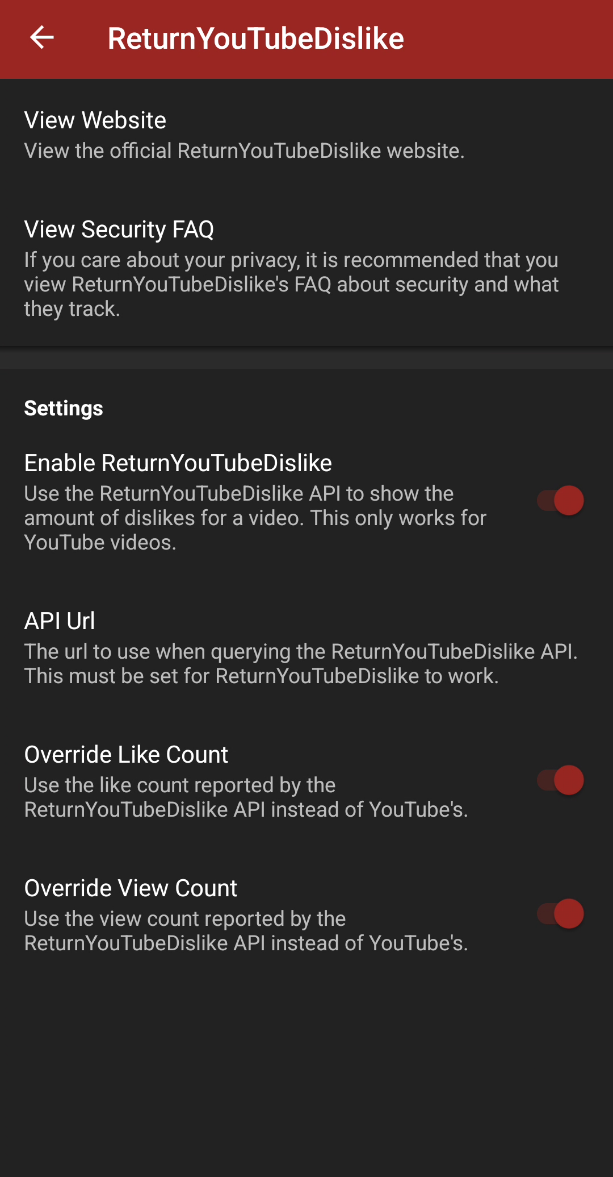 ReturnYouTubeDislike
View Website
View the official ReturnYouTubeDislike website.
View Security FAQ
If you care about your privacy, it is recommended that you
view ReturnYouTubeDislike's FAQ about security and what
they track.
Settings
Enable ReturnYouTubeDislike
Use the ReturnYouTubeDislike API to show the
amount of dislikes for a video. This only works for
YouTube videos.
API Url
The url to use when querying the ReturnYouTubeDislike API.
This must be set for ReturnYouTubeDislike to work.
Override Like Count
Use the like count reported by the
ReturnYouTubeDislike API instead of YouTube's.
Override View Count
Use the view count reported by the
ReturnYouTubeDislike API instead of YouTube's.